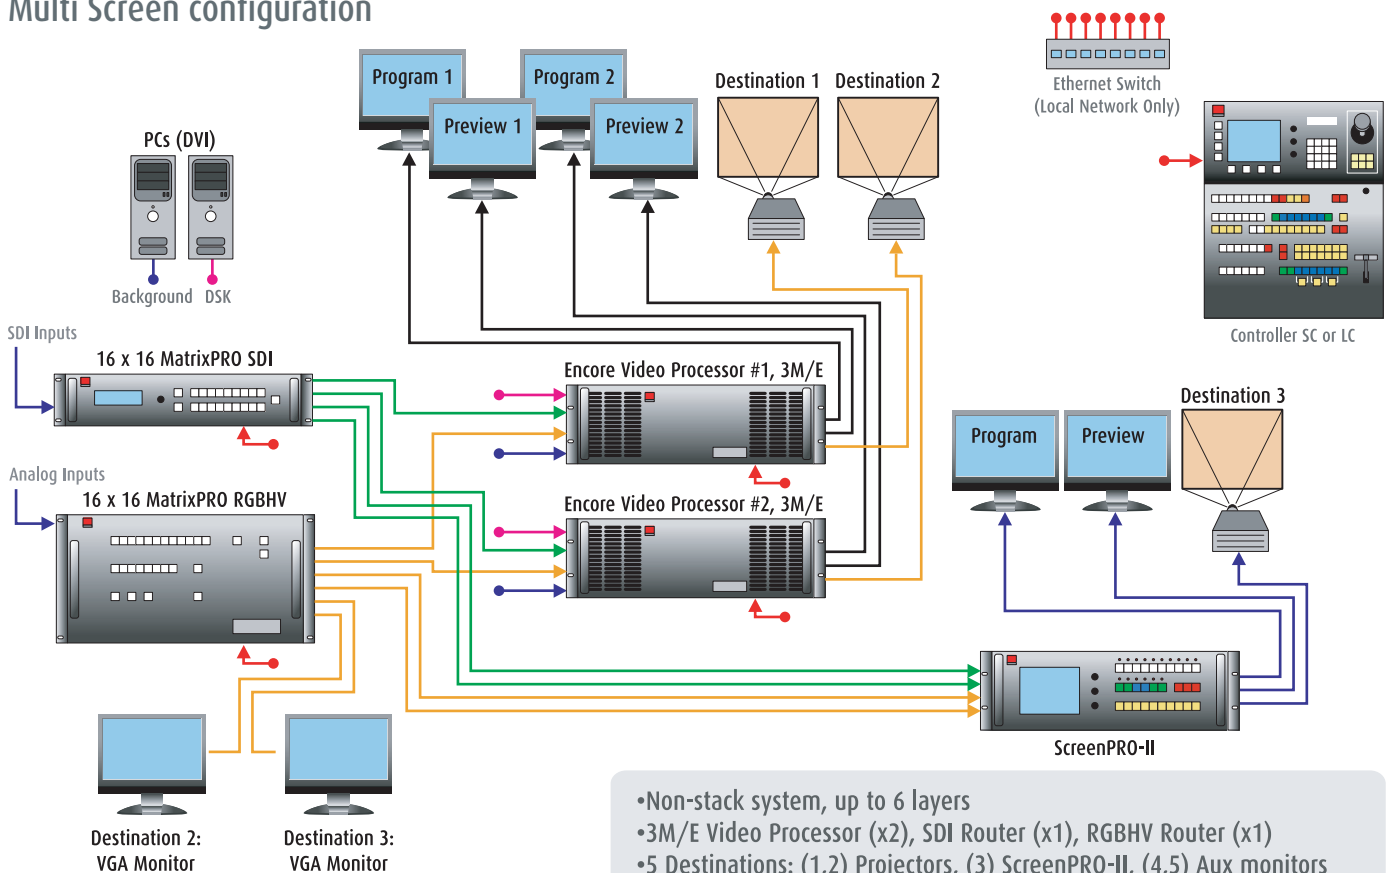 Multi Screen configuration
Ethernet Switch
(Local Network Only)
Program 1
Preview 1
Program 2
Preview 2
Destination 1
Destination 2
PCs (DVI)
Background
DSK
Controller SC or LC
SDI Inputs
16 x 16 MatrixPRO SDI
Encore Video Processor #1, 3M/E
Analog Inputs
16 x 16 MatrixPRO RGBHV
Encore Video Processor #2, 3M/E
Program
Preview
Destination 3
ScreenPRO-II
Destination 2:
VGA Monitor
Destination 3:
VGA Monitor
•Non-stack system, up to 6 layers
•3M/E Video Processor (x2), SDI Router (x1), RGBHV Router (x1)
•5 Destinations: (1,2) Projectors, (3) ScreenPRO-II, (4,5) Aux monitors